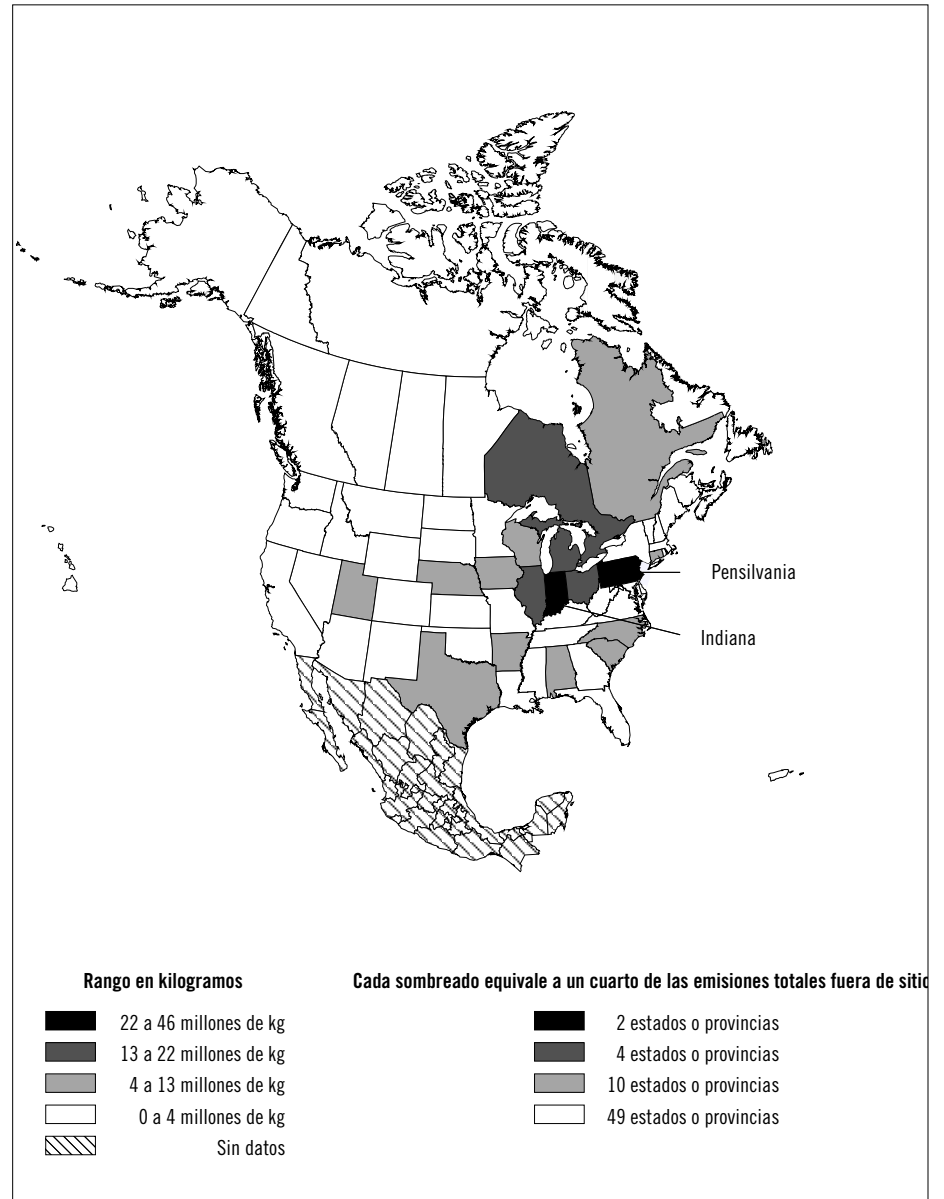 Pensilvania
Indiana
Rango en kilogramos
22 a 46 millones de kg
13 a 22 millones de kg
4 a 13 millones de kg
0 a 4 millones de kg
Sin datos
Cada sombreado equivale a un cuarto de las emisiones totales fuera de sitio
2 estados o provincias
4 estados o provincias
10 estados o provincias
49 estados o provincias